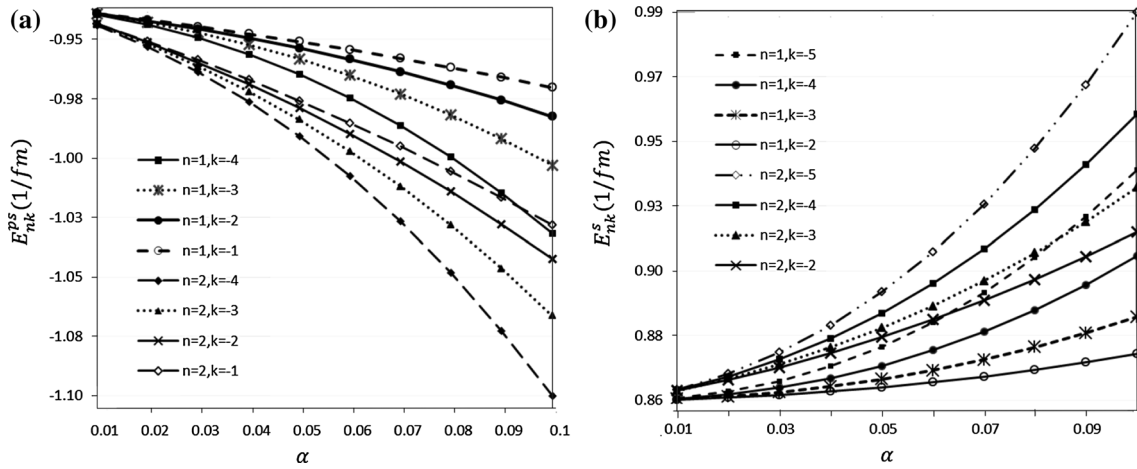 (a)
-0.95
-0.98
-1.00
-1.03
-1.05
-1.08
-1.10
E_{nk}^{ps}(1/fm)
n=1,k=-4
n=1,k=-3
n=1,k=-2
n=1,k=-1
n=2,k=-4
n=2,k=-3
n=2,k=-2
n=2,k=-1
0.01 0.02 0.03 0.04 0.05 0.06 0.07 0.08 0.09 0.1
α
(b)
0.99
0.97
0.95
0.93
0.90
0.88
0.86
E_{nk}^{s}(1/fm)
n=1,k=-5
n=1,k=-4
n=1,k=-3
n=1,k=-2
n=2,k=-5
n=2,k=-4
n=2,k=-3
n=2,k=-2
0.01 0.03 0.05 0.07 0.09
α